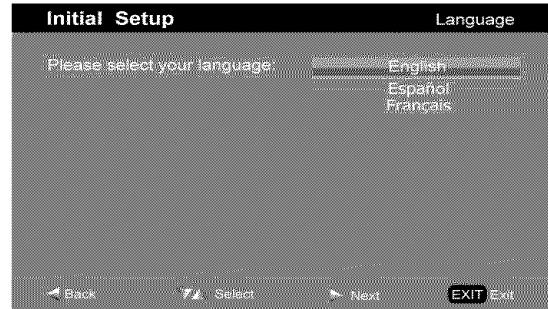 Initial Setup Language
Please select your language: English
Español
Français
Back Select Next EXIT Exit